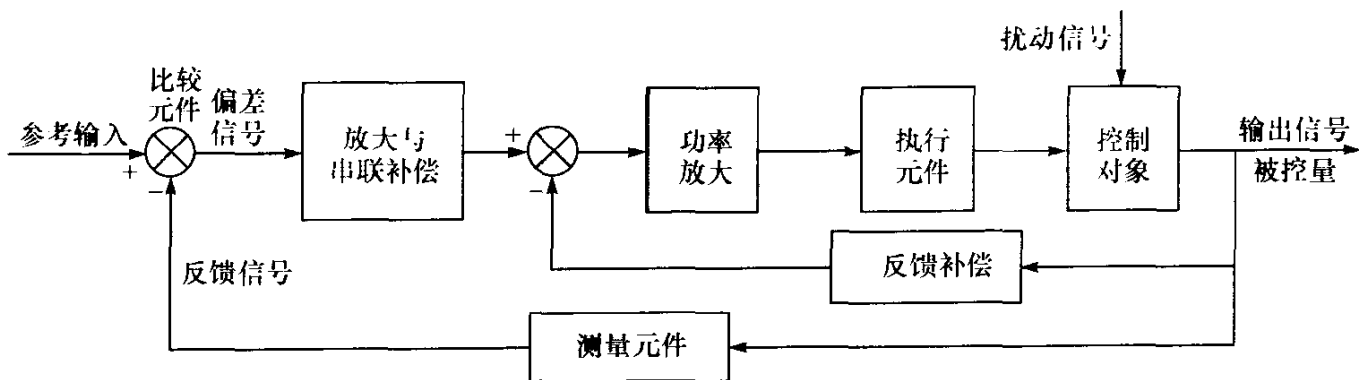 扰动信号
比较
元件
偏差
信号
参考输入
+
−
放大与
串联补偿
+
−
功率
放大
执行
元件
控制
对象
输出信号
被控量
反馈信号
反馈补偿
测量元件